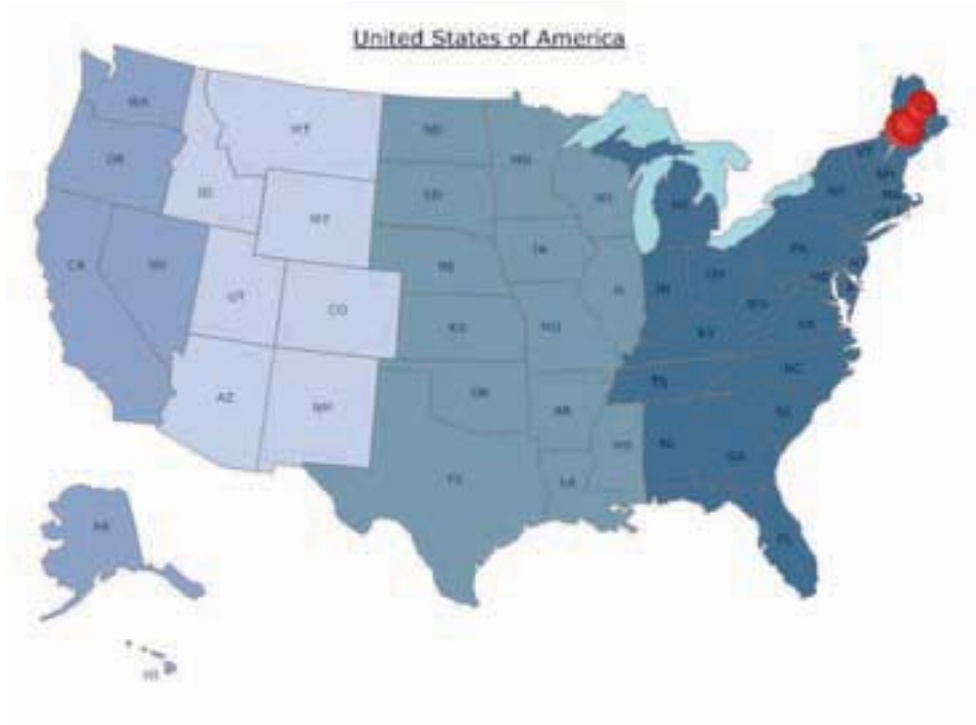 United States of America
WA
OR
MT
ND
MN
ID
WY
SD
WI
MI
VT
NH
NY
MA
CA
NV
UT
CO
NE
IA
IL
IN
OH
PA
NJ
KS
MO
KY
WV
VA
AZ
NM
OK
AR
NC
SC
TX
LA
MS
AL
GA
FL
AK
HI